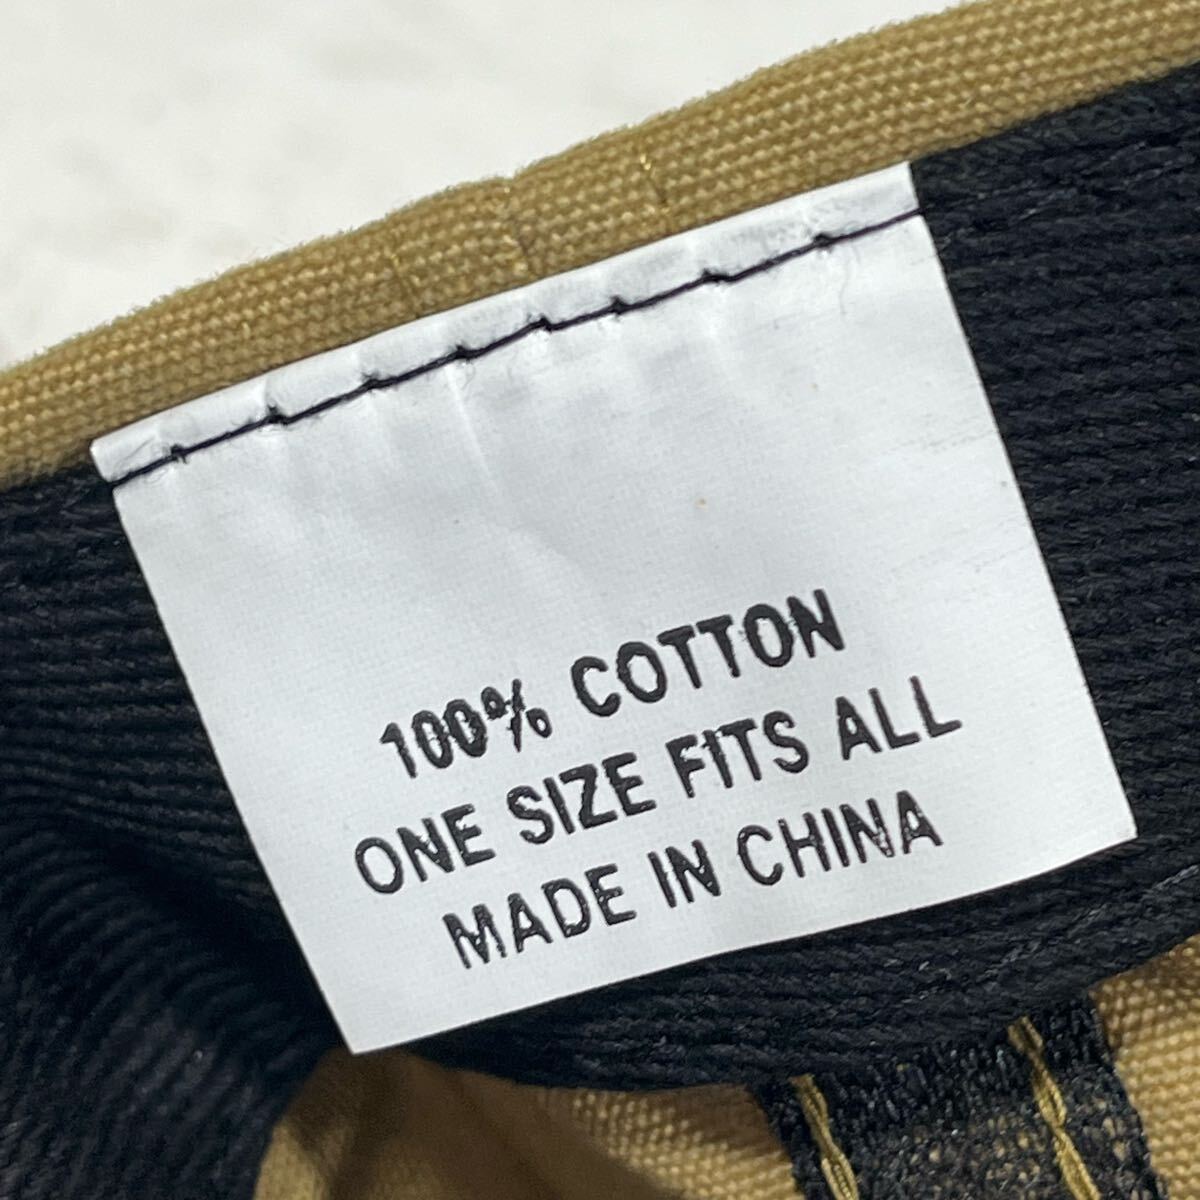 100% COTTON
ONE SIZE FITS ALL
MADE IN CHINA